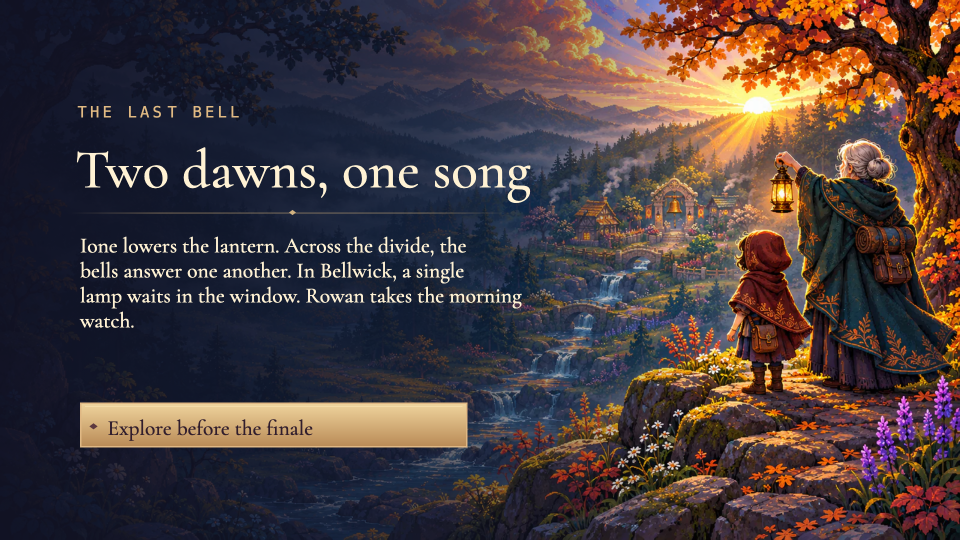 THE LAST BELL
Two dawns, one song
Ione lowers the lantern. Across the divide, the
bells answer one another. In Bellwick, a single
lamp waits in the window. Rowan takes the morning
watch.
Explore before the finale